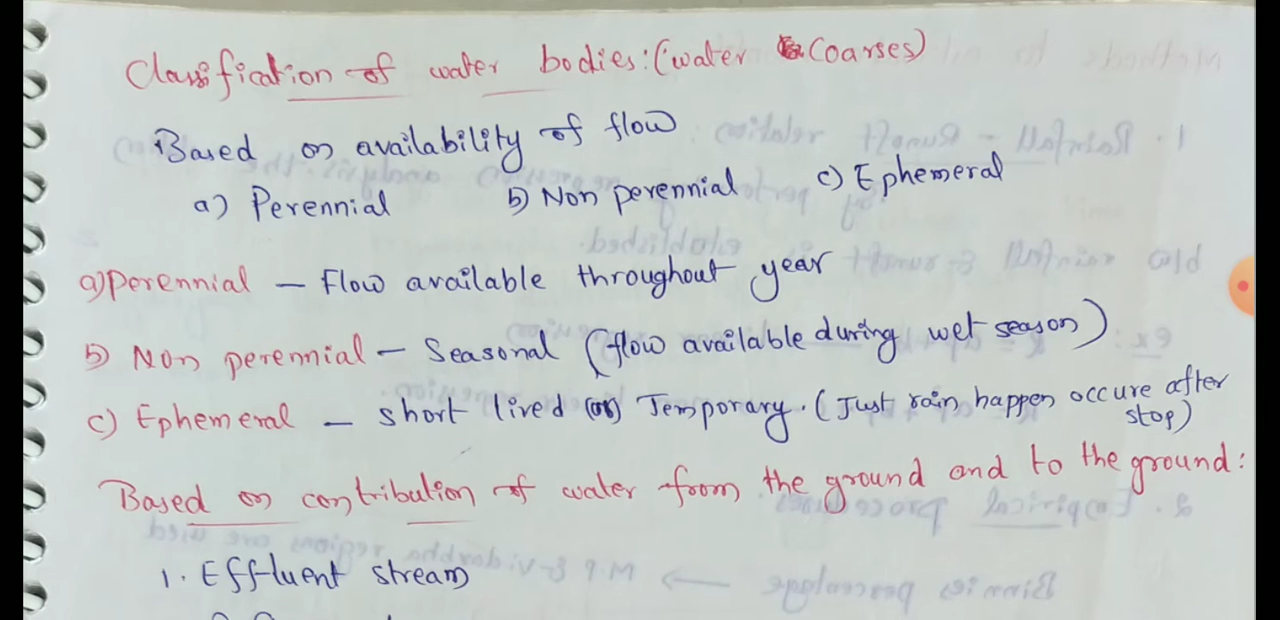 Classification of water bodies: (water Coarses)
Based on availability of flow
a) Perennial b) Non perennial c) Ephemeral
a) Perennial – Flow available throughout year
b) Non perennial – Seasonal (flow available during wet season)
c) Ephemeral – short lived (or) Temporary. (Just rain happen occure after stop)
Based on contribution of water from the ground and to the ground:
1. Effluent stream